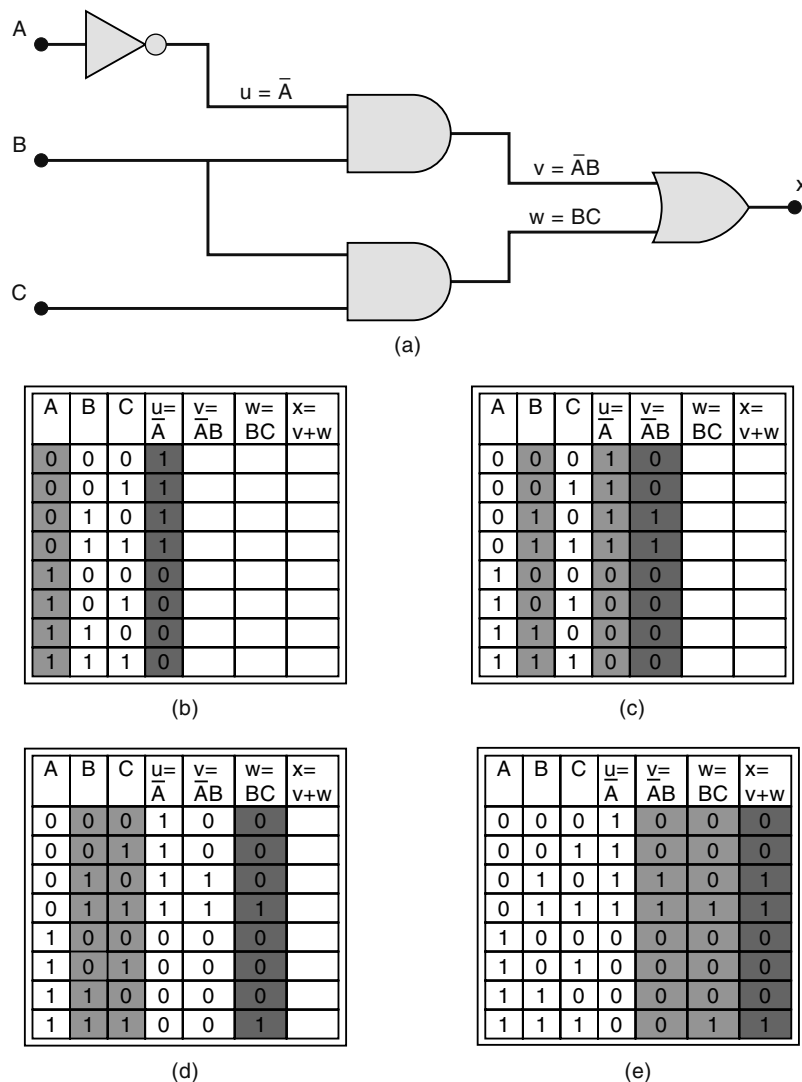 A
u = A̅
B
v = A̅B
x
w = BC
C
(a)
A B C u= v= w= x=
A̅ A̅B BC v+w
0 0 0 1
0 0 1 1
0 1 0 1
0 1 1 1
1 0 0 0
1 0 1 0
1 1 0 0
1 1 1 0
(b)
A B C u= v= w= x=
A̅ A̅B BC v+w
0 0 0 1 0
0 0 1 1 0
0 1 0 1 1
0 1 1 1 1
1 0 0 0 0
1 0 1 0 0
1 1 0 0 0
1 1 1 0 0
(c)
A B C u= v= w= x=
A̅ A̅B BC v+w
0 0 0 1 0 0
0 0 1 1 0 0
0 1 0 1 1 0
0 1 1 1 1 1
1 0 0 0 0 0
1 0 1 0 0 0
1 1 0 0 0 0
1 1 1 0 0 1
(d)
A B C u= v= w= x=
A̅ A̅B BC v+w
0 0 0 1 0 0 0
0 0 1 1 0 0 0
0 1 0 1 1 0 1
0 1 1 1 1 1 1
1 0 0 0 0 0 0
1 0 1 0 0 0 0
1 1 0 0 0 0 0
1 1 1 0 0 1 1
(e)